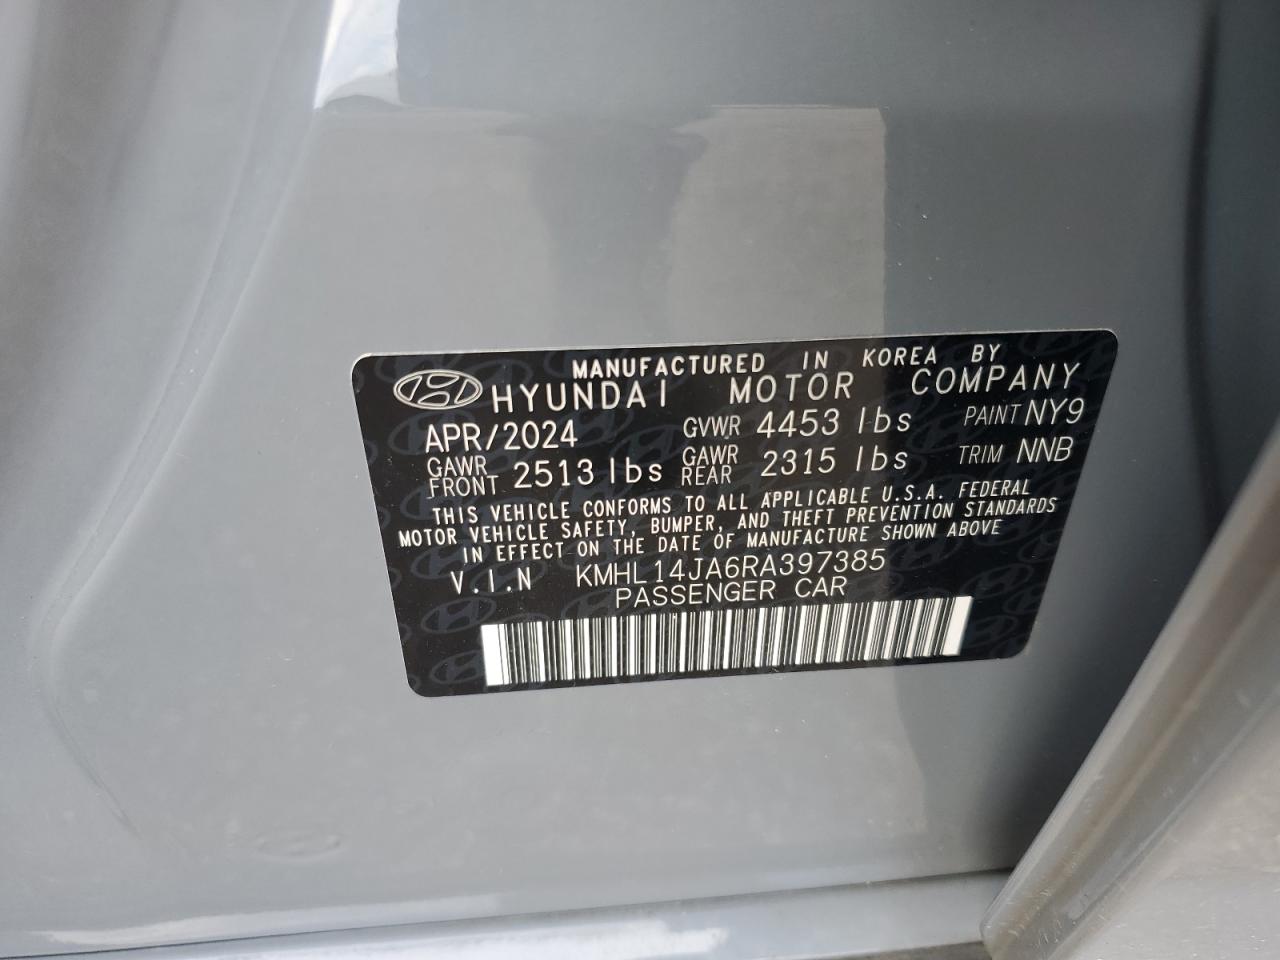 MANUFACTURED IN KOREA BY
HYUNDAI MOTOR COMPANY
APR/2024 GVWR 4453 lbs PAINT NY9
GAWR FRONT 2513 lbs GAWR REAR 2315 lbs TRIM NNB
THIS VEHICLE CONFORMS TO ALL APPLICABLE U.S.A. FEDERAL
MOTOR VEHICLE SAFETY, BUMPER, AND THEFT PREVENTION STANDARDS
IN EFFECT ON THE DATE OF MANUFACTURE SHOWN ABOVE
V.I.N KMHL14JA6RA397385
PASSENGER CAR